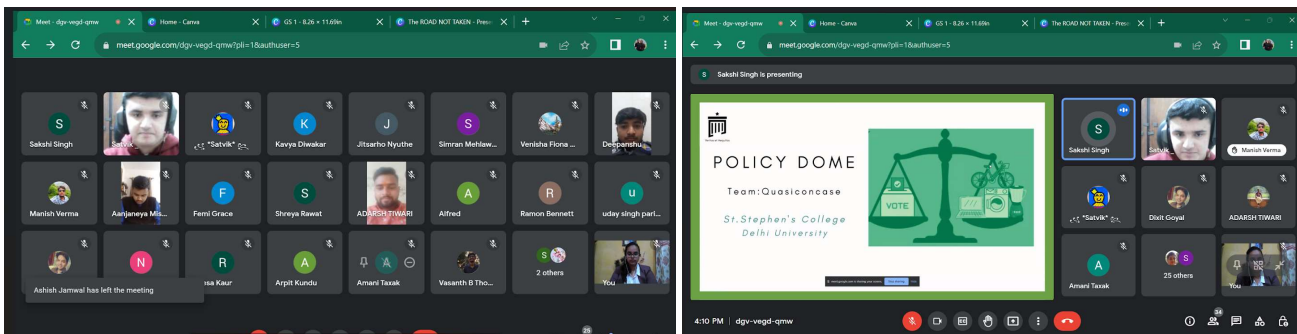 Meet - dgv-vegd-qmw
Home - Canva
GS 1 - 8.26 × 11.69in
The ROAD NOT TAKEN - Prese
meet.google.com/dgv-vegd-qmw?pli=1&authuser=5
S
Sakshi Singh
Satvik
*Satvik*
K
Kavya Diwakar
J
Jitsarho Nyuthe
S
Simran Mehlaw...
Venisha Fiona ...
Deepanshu
Manish Verma
Aanjaneya Mis...
F
Femi Grace
S
Shreya Rawat
ADARSH TIWARI
A
Alfred
R
Ramon Bennett
u
uday singh pari...
N
R
sa Kaur
A
Arpit Kundu
A
Amani Taxak
Vasanth B Tho...
S
2 others
You
Ashish Jamwal has left the meeting
25
Meet - dgv-vegd-qmw
Home - Canva
GS 1 - 8.26 × 11.69in
The ROAD NOT TAKEN - Prese
meet.google.com/dgv-vegd-qmw?pli=1&authuser=5
S
Sakshi Singh is presenting
POLICY DOME
Team:Quasiconcase
St.Stephen's College
Delhi University
VOTE
S
Sakshi Singh
Satvik
Manish Verma
*Satvik*
Dixit Goyal
ADARSH TIWARI
A
Amani Taxak
S
25 others
You
4:10 PM | dgv-vegd-qmw
34